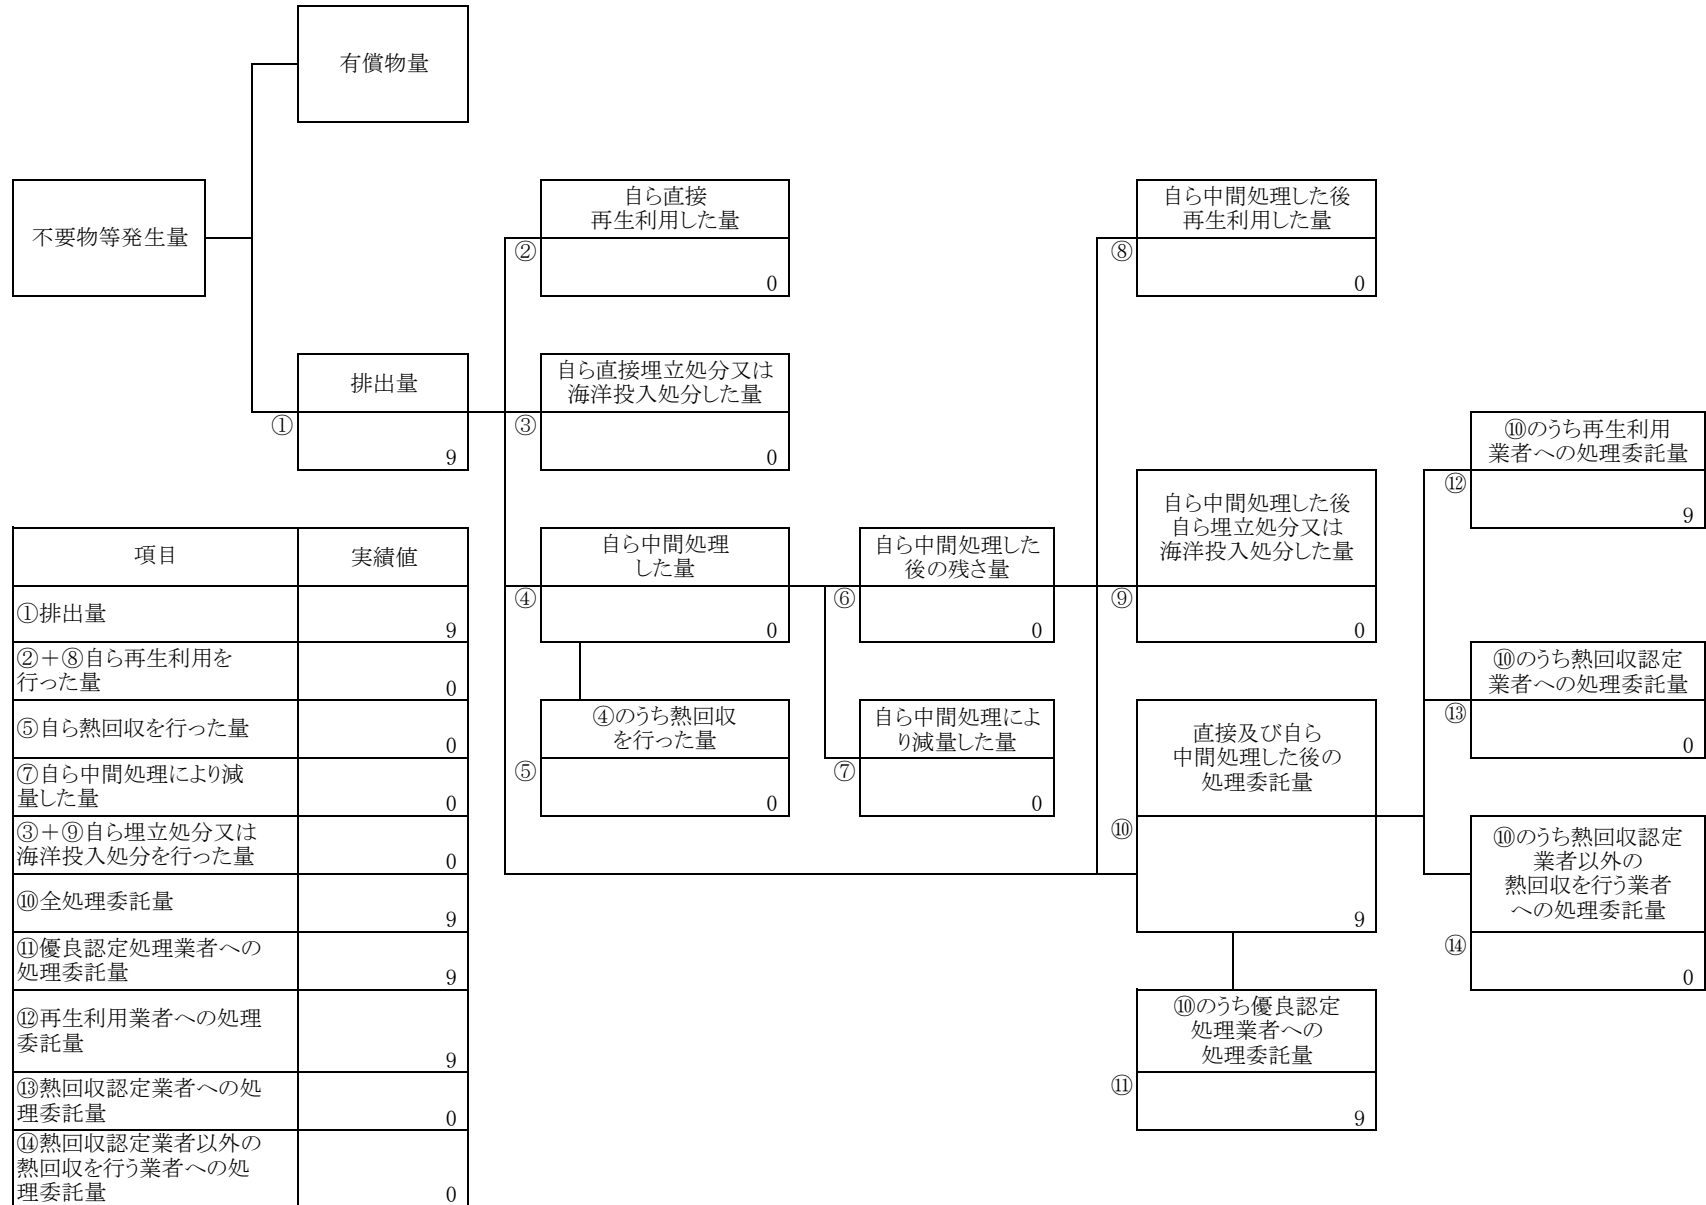 有償物量
不要物等発生量
自ら直接
再生利用した量
②
0
自ら中間処理した後
再生利用した量
⑧
0
排出量
①
9
自ら直接埋立処分又は
海洋投入処分した量
③
0
⑩のうち再生利用
業者への処理委託量
⑫
9
自ら中間処理
した量
④
0
自ら中間処理した
後の残さ量
⑥
0
自ら中間処理した後
自ら埋立処分又は
海洋投入処分した量
⑨
0
⑩のうち熱回収認定
業者への処理委託量
⑬
0
④のうち熱回収
を行った量
⑤
0
自ら中間処理によ
り減量した量
⑦
0
直接及び自ら
中間処理した後の
処理委託量
⑩
9
⑩のうち熱回収認定
業者以外の
熱回収を行う業者
への処理委託量
⑭
0
⑩のうち優良認定
処理業者への
処理委託量
⑪
9
項目 実績値
①排出量
9
②＋⑧自ら再生利用を
行った量
0
⑤自ら熱回収を行った量
0
⑦自ら中間処理により減
量した量
0
③＋⑨自ら埋立処分又は
海洋投入処分を行った量
0
⑩全処理委託量
9
⑪優良認定処理業者への
処理委託量
9
⑫再生利用業者への処理
委託量
9
⑬熱回収認定業者への処
理委託量
0
⑭熱回収認定業者以外の
熱回収を行う業者への処
理委託量
0